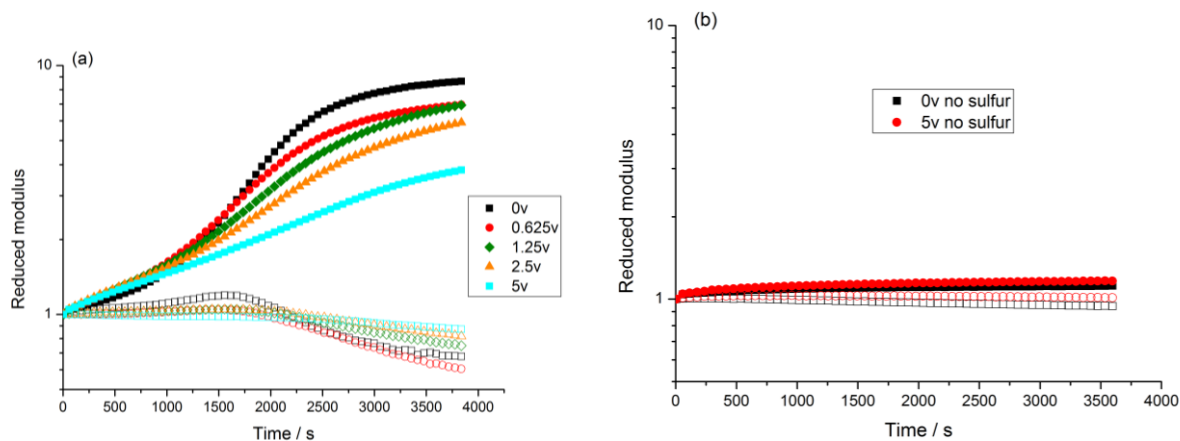 (a)
10
1
Reduced modulus
0 500 1000 1500 2000 2500 3000 3500 4000
Time / s
0v
0.625v
1.25v
2.5v
5v
(b)
10
1
Reduced modulus
0 500 1000 1500 2000 2500 3000 3500 4000
Time / s
0v no sulfur
5v no sulfur